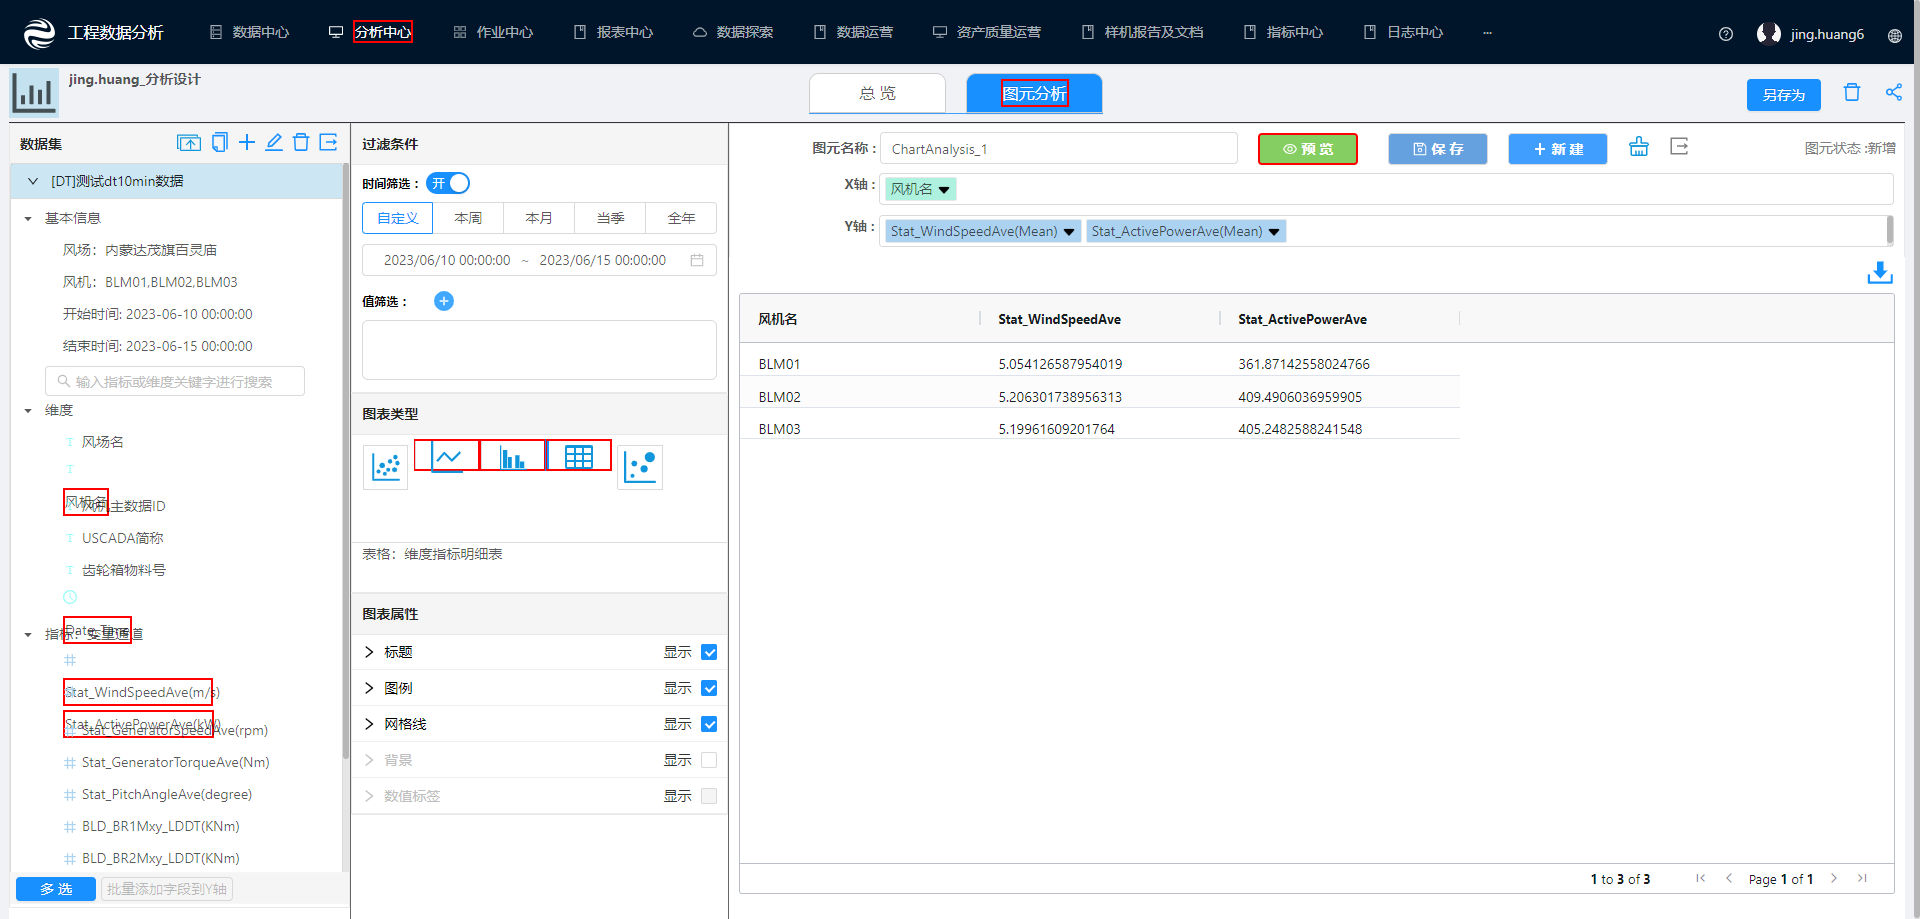 工程数据分析
数据中心
分析中心
作业中心
报表中心
数据探索
数据运营
资产质量运营
样机报告及文档
指标中心
日志中心
...
jing.huang6
jing.huang_分析设计
总 览
图元分析
另存为
数据集
[DT]测试dt10min数据
基本信息
风场：内蒙达茂旗百灵庙
风机：BLM01,BLM02,BLM03
开始时间: 2023-06-10 00:00:00
结束时间: 2023-06-15 00:00:00
输入指标或维度关键字进行搜索
维度
风场名
风机名
风机主数据ID
USCADA简称
齿轮箱物料号
Date_Time
指标：变量通道
Stat_WindSpeedAve(m/s)
Stat_ActivePowerAve(kW)
Stat_GeneratorSpeedAve(rpm)
Stat_GeneratorTorqueAve(Nm)
Stat_PitchAngleAve(degree)
BLD_BR1Mxy_LDDT(KNm)
BLD_BR2Mxy_LDDT(KNm)
多 选
批量添加字段到Y轴
过滤条件
时间筛选：
开
自定义
本周
本月
当季
全年
2023/06/10 00:00:00 ~ 2023/06/15 00:00:00
值筛选：
图表类型
表格：维度指标明细表
图表属性
标题 显示
图例 显示
网格线 显示
背景 显示
数值标签 显示
图元名称：
ChartAnalysis_1
预 览
保 存
新 建
图元状态 :新增
X轴：
风机名
Y轴：
Stat_WindSpeedAve(Mean)
Stat_ActivePowerAve(Mean)
风机名 Stat_WindSpeedAve Stat_ActivePowerAve
BLM01 5.054126587954019 361.87142558024766
BLM02 5.206301738956313 409.4906036959905
BLM03 5.19961609201764 405.2482588241548
1 to 3 of 3
Page 1 of 1